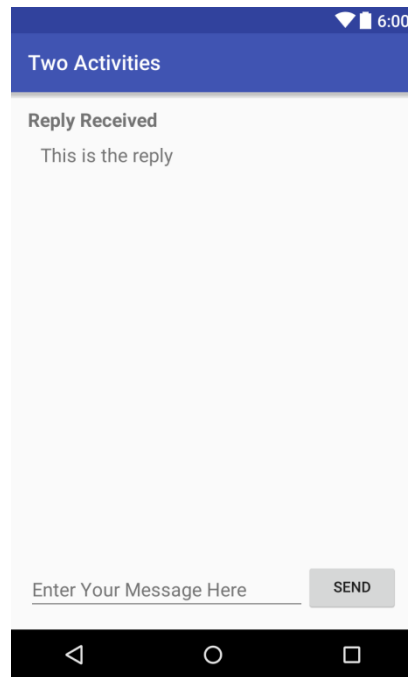 6:00
Two Activities
Reply Received
This is the reply
Enter Your Message Here
SEND